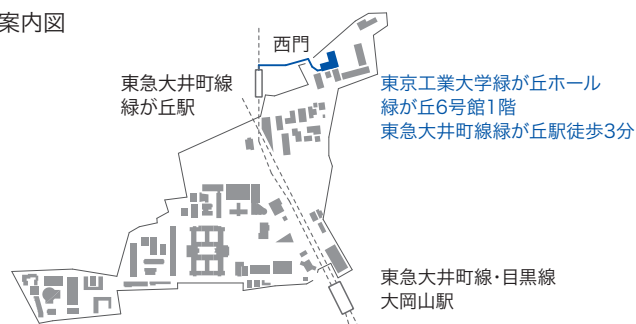 案内図
西門
東急大井町線
緑が丘駅
東京工業大学緑が丘ホール
緑が丘6号館1階
東急大井町線緑が丘駅徒歩3分
東急大井町線・目黒線
大岡山駅